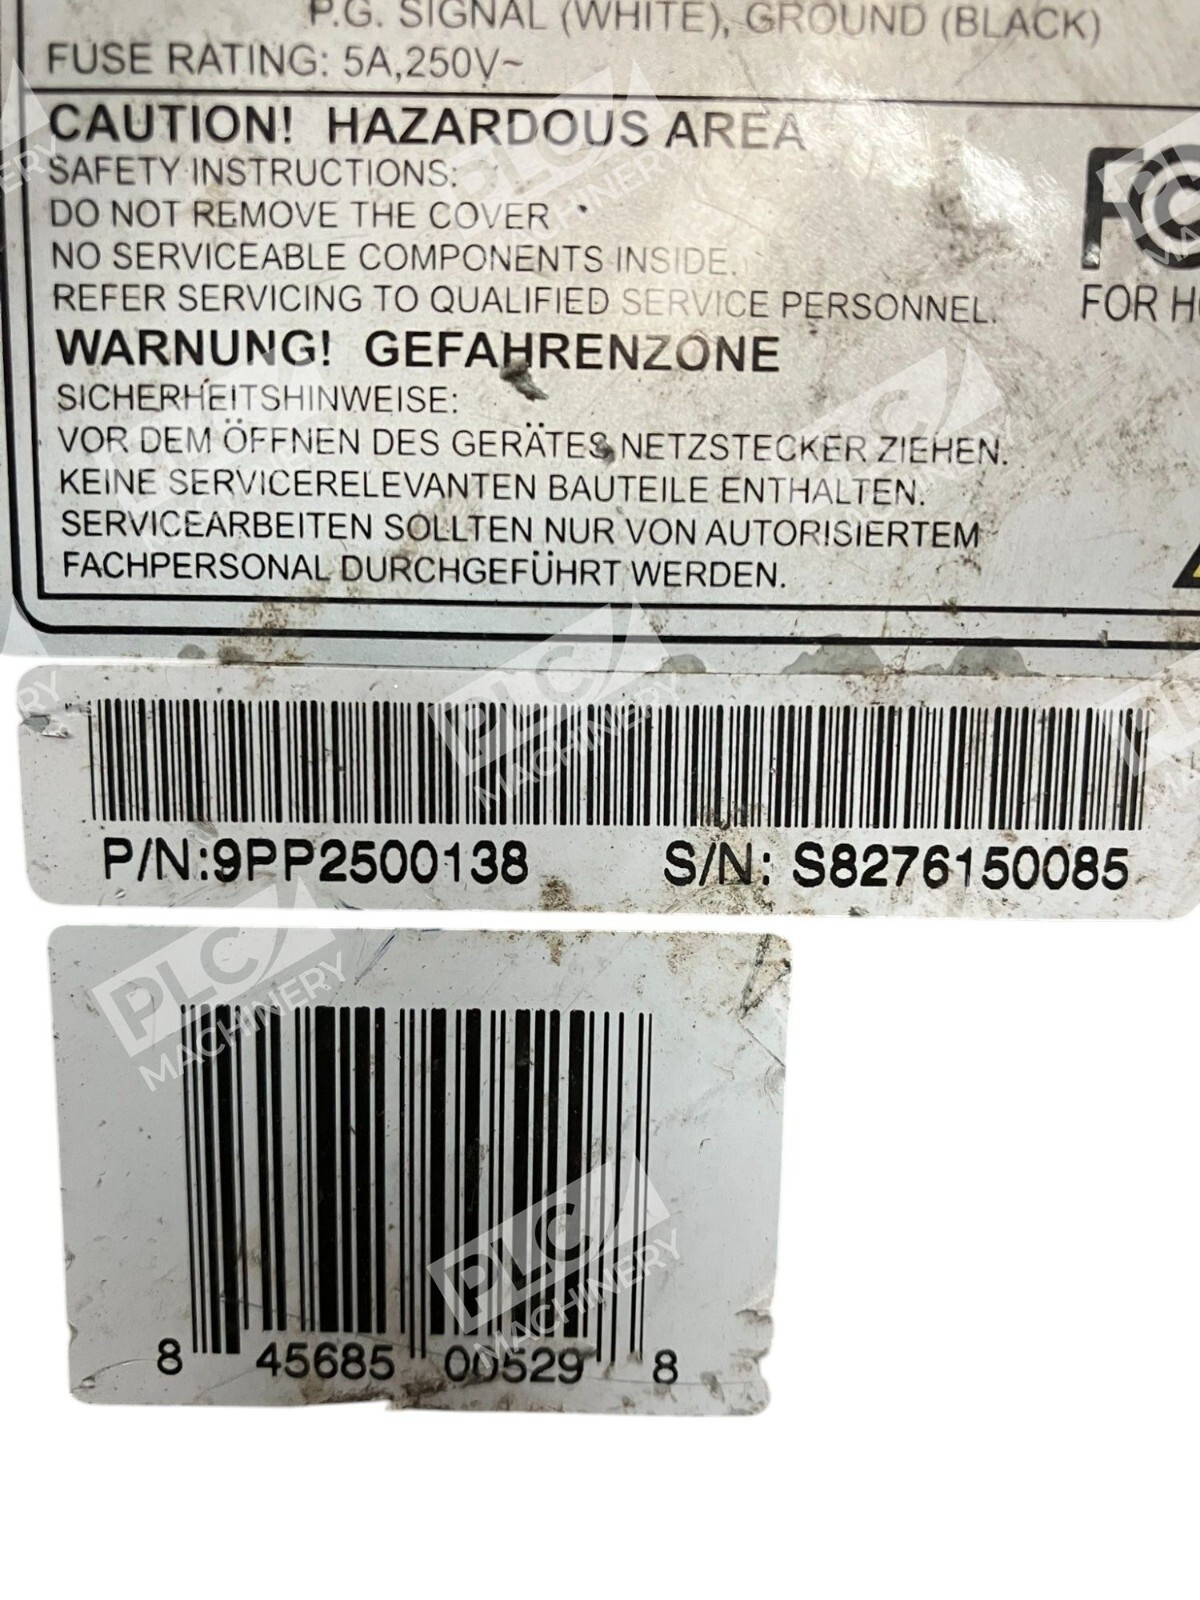 P.G. SIGNAL (WHITE), GROUND (BLACK)
FUSE RATING: 5A,250V~
CAUTION! HAZARDOUS AREA
SAFETY INSTRUCTIONS:
DO NOT REMOVE THE COVER
NO SERVICEABLE COMPONENTS INSIDE.
REFER SERVICING TO QUALIFIED SERVICE PERSONNEL.
FC
FOR
WARNUNG! GEFAHRENZONE
SICHERHEITSHINWEISE:
VOR DEM ÖFFNEN DES GERÄTES NETZSTECKER ZIEHEN.
KEINE SERVICERELEVANTEN BAUTEILE ENTHALTEN.
SERVICEARBEITEN SOLLTEN NUR VON AUTORISIERTEM
FACHPERSONAL DURCHGEFÜHRT WERDEN.
P/N:9PP2500138 S/N: S8276150085
8 45685 00529 8
PLC MACHINERY